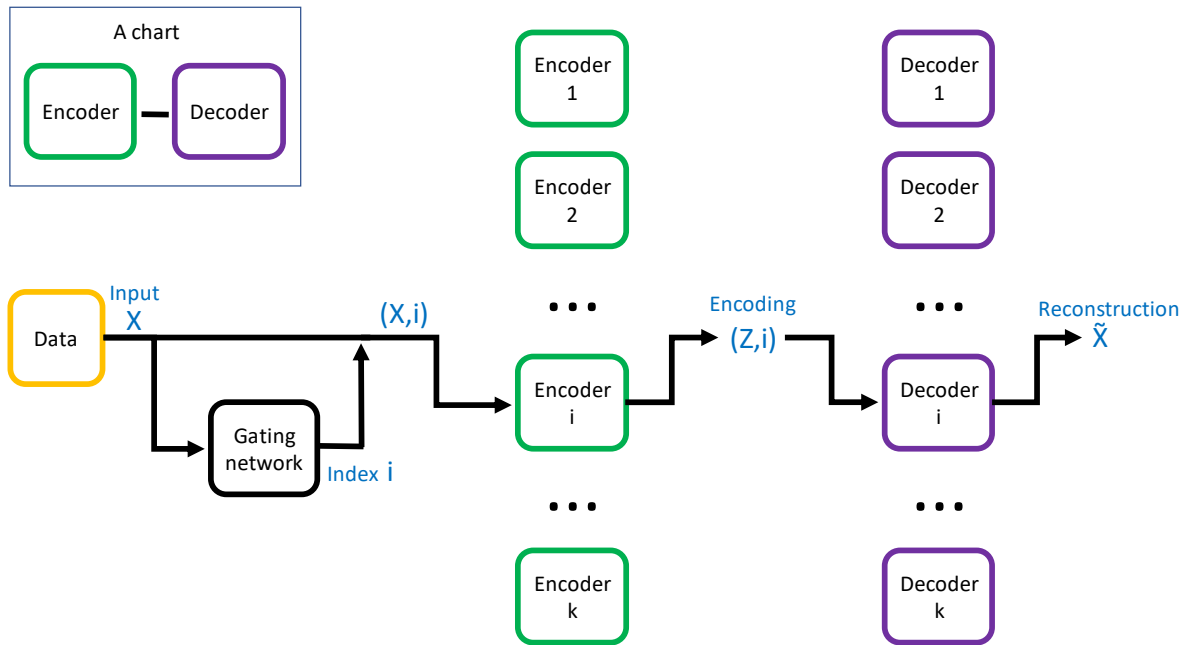 A chart
Encoder
Decoder
Encoder
1
Decoder
1
Encoder
2
Decoder
2
Data
Input
X
(X,i)
...
Encoding
(Z,i)
...
Reconstruction
X̃
Gating
network
Index i
Encoder
i
Decoder
i
...
...
Encoder
k
Decoder
k